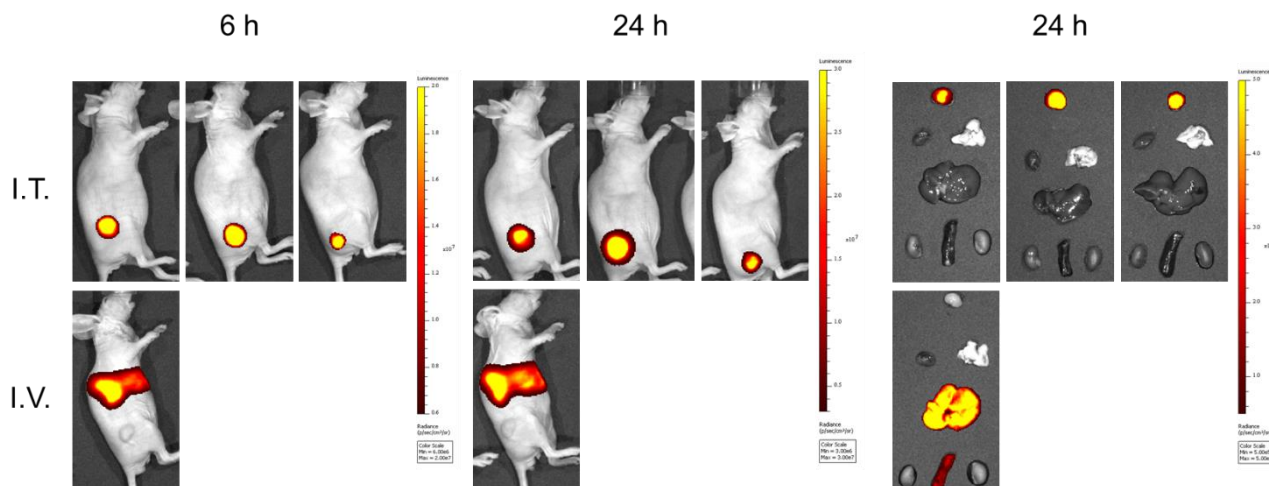 6 h
24 h
24 h
I.T.
I.V.
Luminescence
2.0
1.8
1.6
1.4
x10⁷
1.2
1.0
0.8
0.6
Radiance
(p/sec/cm²/sr)
Color Scale
Min = 6.00e6
Max = 2.00e7
Luminescence
3.0
2.5
2.0
x10⁷
1.5
1.0
0.5
Radiance
(p/sec/cm²/sr)
Color Scale
Min = 3.00e6
Max = 3.00e7
Luminescence
5.0
4.0
3.0
2.0
1.0
Radiance
(p/sec/cm²/sr)
Color Scale